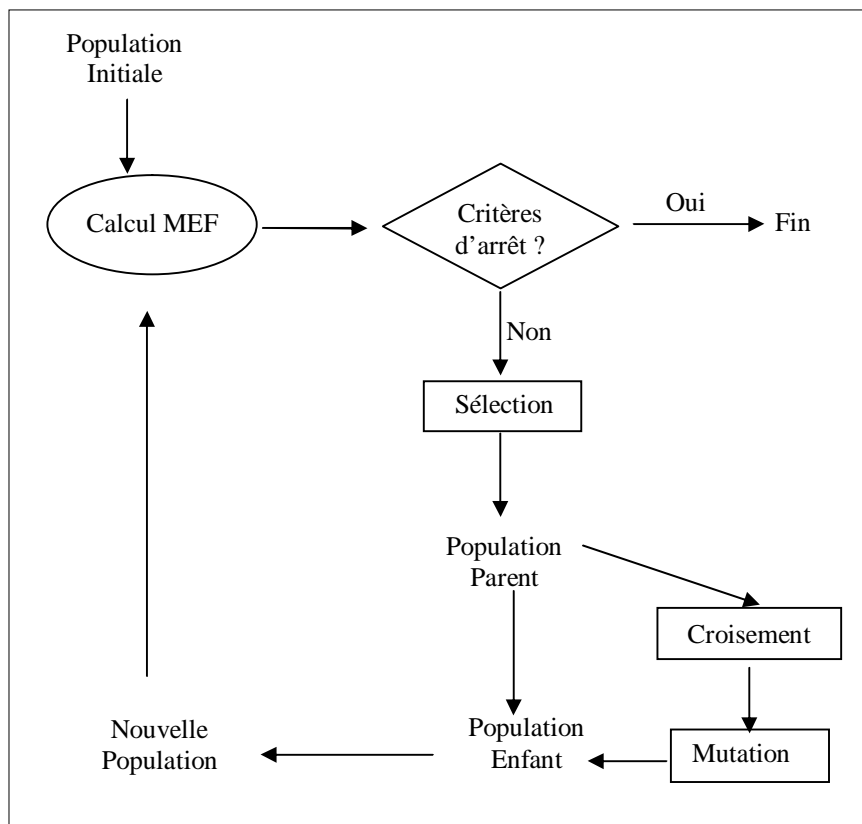 Population
Initiale
Calcul MEF
Critères
d'arrêt ?
Oui
Fin
Non
Sélection
Population
Parent
Croisement
Mutation
Population
Enfant
Nouvelle
Population